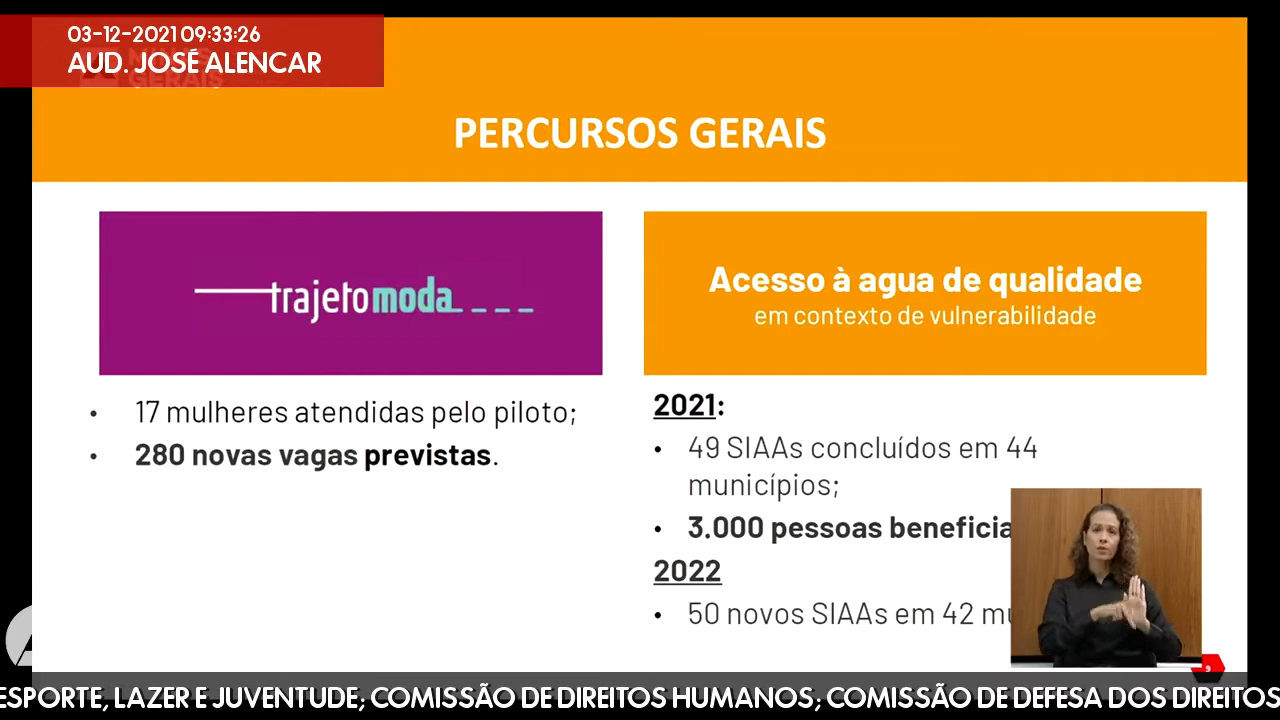 03-12-2021 09:33:26
AUD. JOSÉ ALENCAR
GERAIS
PERCURSOS GERAIS
trajetomoda
Acesso à agua de qualidade
em contexto de vulnerabilidade
• 17 mulheres atendidas pelo piloto;
• 280 novas vagas previstas.
2021:
• 49 SIAAs concluídos em 44
municípios;
• 3.000 pessoas beneficia
2022
• 50 novos SIAAs em 42 mu
ESPORTE, LAZER E JUVENTUDE; COMISSÃO DE DIREITOS HUMANOS; COMISSÃO DE DEFESA DOS DIREITOS